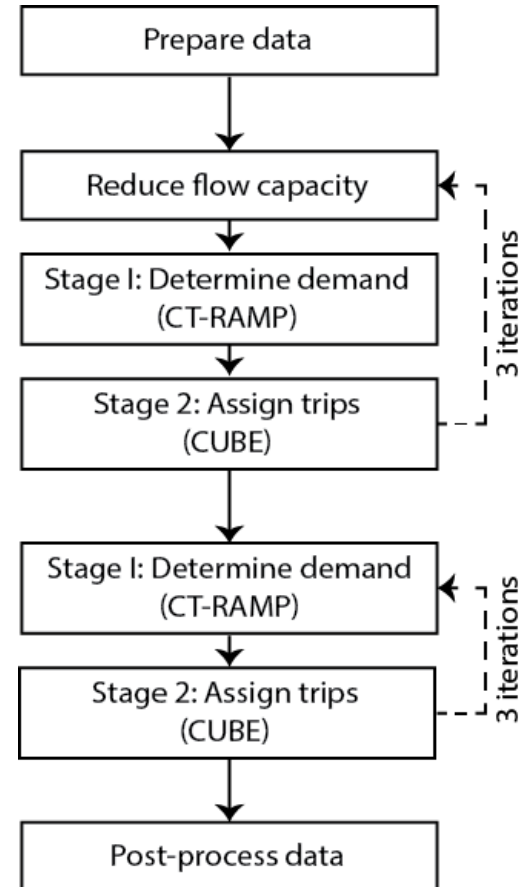 Prepare data
Reduce flow capacity
Stage I: Determine demand
(CT-RAMP)
Stage 2: Assign trips
(CUBE)
3 iterations
Stage I: Determine demand
(CT-RAMP)
Stage 2: Assign trips
(CUBE)
3 iterations
Post-process data